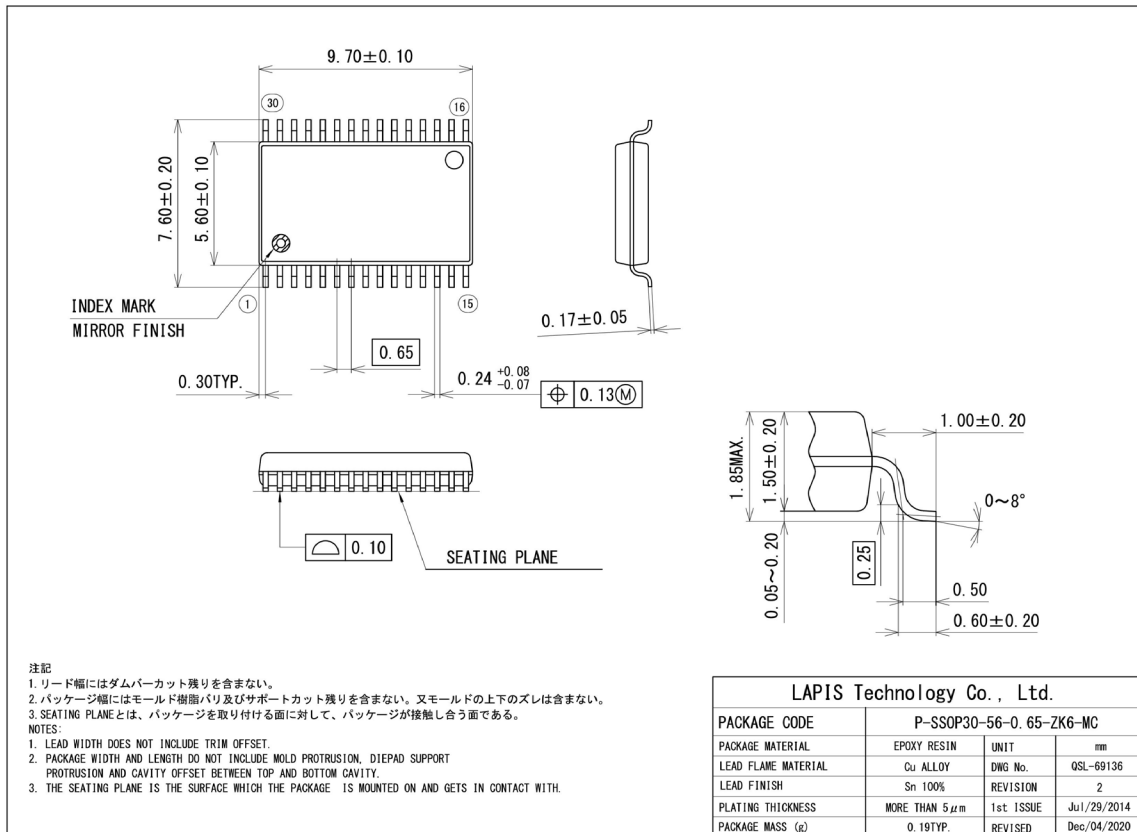 9.70±0.10
30
16
7.60±0.20
5.60±0.10
INDEX MARK
MIRROR FINISH
1
15
0.65
0.30TYP.
0.24 +0.08 -0.07
⌖ 0.13Ⓜ
0.17±0.05
0.10
SEATING PLANE
1.85MAX.
1.50±0.20
1.00±0.20
0~8°
0.05~0.20
0.25
0.50
0.60±0.20
注記
1. リード幅にはダムバーカット残りを含まない。
2. パッケージ幅にはモールド樹脂バリ及びサポートカット残りを含まない。又モールドの上下のズレは含まない。
3. SEATING PLANEとは、パッケージを取り付ける面に対して、パッケージが接触し合う面である。
NOTES:
1. LEAD WIDTH DOES NOT INCLUDE TRIM OFFSET.
2. PACKAGE WIDTH AND LENGTH DO NOT INCLUDE MOLD PROTRUSION, DIEPAD SUPPORT
PROTRUSION AND CAVITY OFFSET BETWEEN TOP AND BOTTOM CAVITY.
3. THE SEATING PLANE IS THE SURFACE WHICH THE PACKAGE IS MOUNTED ON AND GETS IN CONTACT WITH.
LAPIS Technology Co., Ltd.
PACKAGE CODE P-SSOP30-56-0.65-ZK6-MC
PACKAGE MATERIAL EPOXY RESIN UNIT mm
LEAD FLAME MATERIAL Cu ALLOY DWG No. QSL-69136
LEAD FINISH Sn 100% REVISION 2
PLATING THICKNESS MORE THAN 5μm 1st ISSUE Jul/29/2014
PACKAGE MASS (g) 0.19TYP. REVISED Dec/04/2020